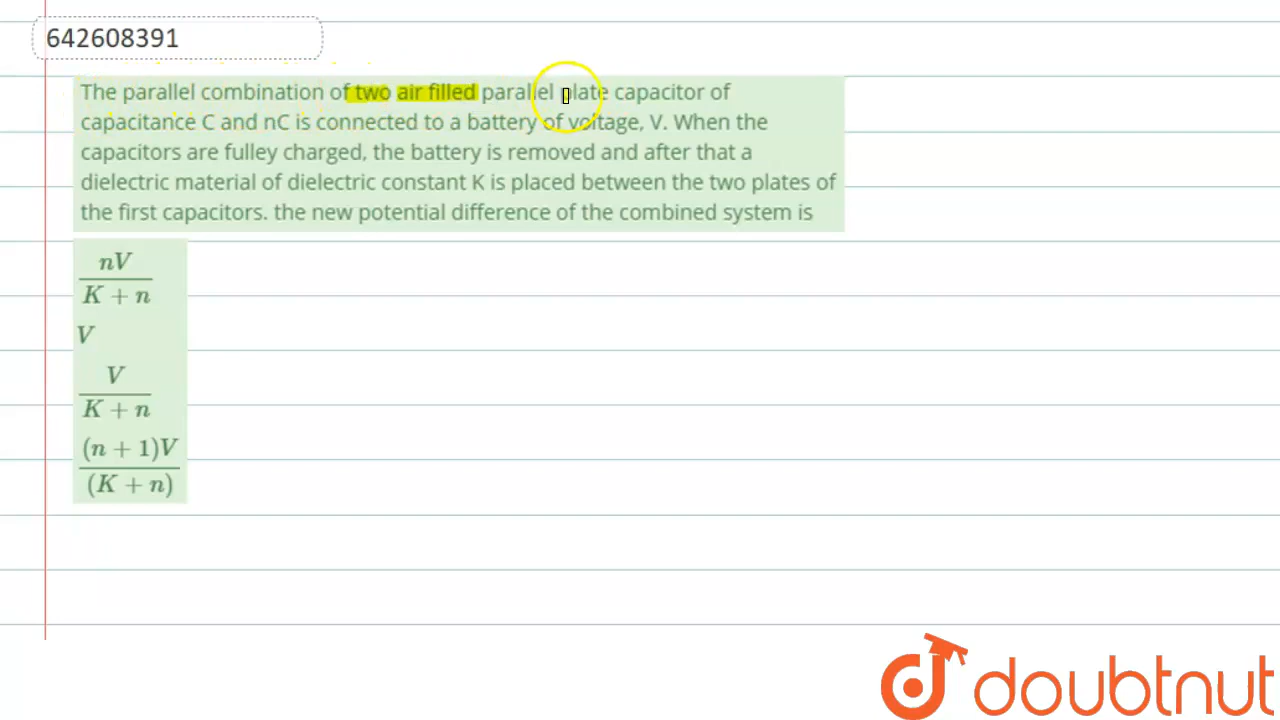 642608391
The parallel combination of two air filled parallel plate capacitor of
capacitance C and nC is connected to a battery of voltage, V. When the
capacitors are fulley charged, the battery is removed and after that a
dielectric material of dielectric constant K is placed between the two plates of
the first capacitors. the new potential difference of the combined system is
nV
K + n
V
V
K + n
(n + 1)V
(K + n)
doubtnut